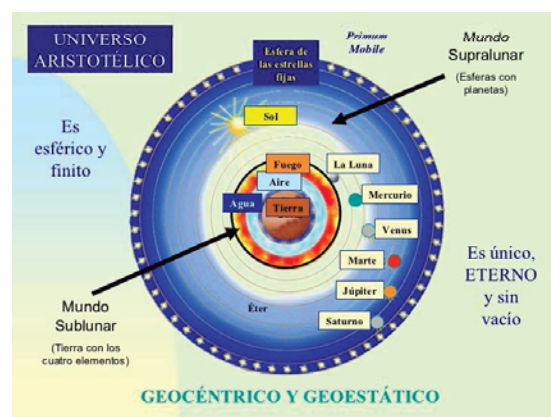 UNIVERSO
ARISTOTÉLICO
Es
esférico y
finito
Esfera de
las estrellas
fijas
Primum
Mobile
Mundo
Supralunar
(Esferas con
planetas)
Sol
Fuego
La Luna
Aire
Mercurio
Agua
Tierra
Venus
Marte
Júpiter
Éter
Saturno
Es único,
ETERNO
y sin
vacío
Mundo
Sublunar
(Tierra con los
cuatro elementos)
GEOCÉNTRICO Y GEOESTÁTICO